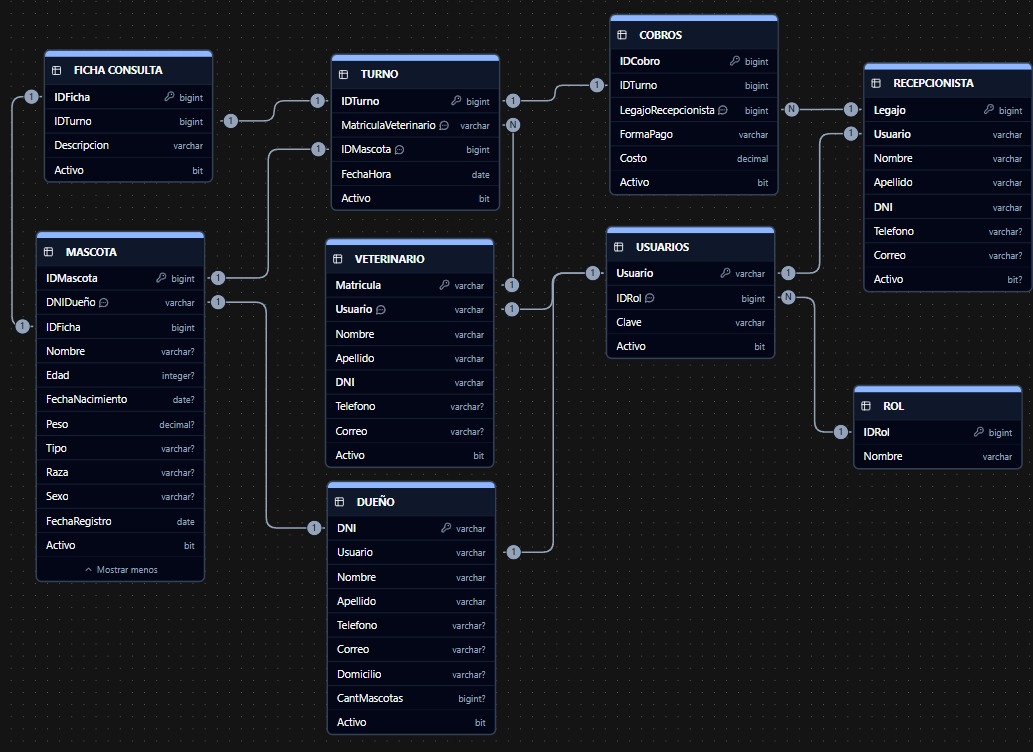 FICHA CONSULTA
IDFicha bigint
IDTurno bigint
Descripcion varchar
Activo bit
TURNO
IDTurno bigint
MatriculaVeterinario varchar
IDMascota bigint
FechaHora date
Activo bit
COBROS
IDCobro bigint
IDTurno bigint
LegajoRecepcionista bigint
FormaPago varchar
Costo decimal
Activo bit
RECEPCIONISTA
Legajo bigint
Usuario varchar
Nombre varchar
Apellido varchar
DNI varchar
Telefono varchar?
Correo varchar?
Activo bit?
MASCOTA
IDMascota bigint
DNIDueño varchar
IDFicha bigint
Nombre varchar?
Edad integer?
FechaNacimiento date?
Peso decimal?
Tipo varchar?
Raza varchar?
Sexo varchar?
FechaRegistro date
Activo bit
Mostrar menos
VETERINARIO
Matricula varchar
Usuario varchar
Nombre varchar
Apellido varchar
DNI varchar
Telefono varchar?
Correo varchar?
Activo bit
USUARIOS
Usuario varchar
IDRol bigint
Clave varchar
Activo bit
ROL
IDRol bigint
Nombre varchar
DUEÑO
DNI varchar
Usuario varchar
Nombre varchar
Apellido varchar
Telefono varchar?
Correo varchar?
Domicilio varchar?
CantMascotas bigint?
Activo bit
1
1
1
1
1
1
1
1
1
1
N
1
N
1
1
1
1
1
1
N
1
1